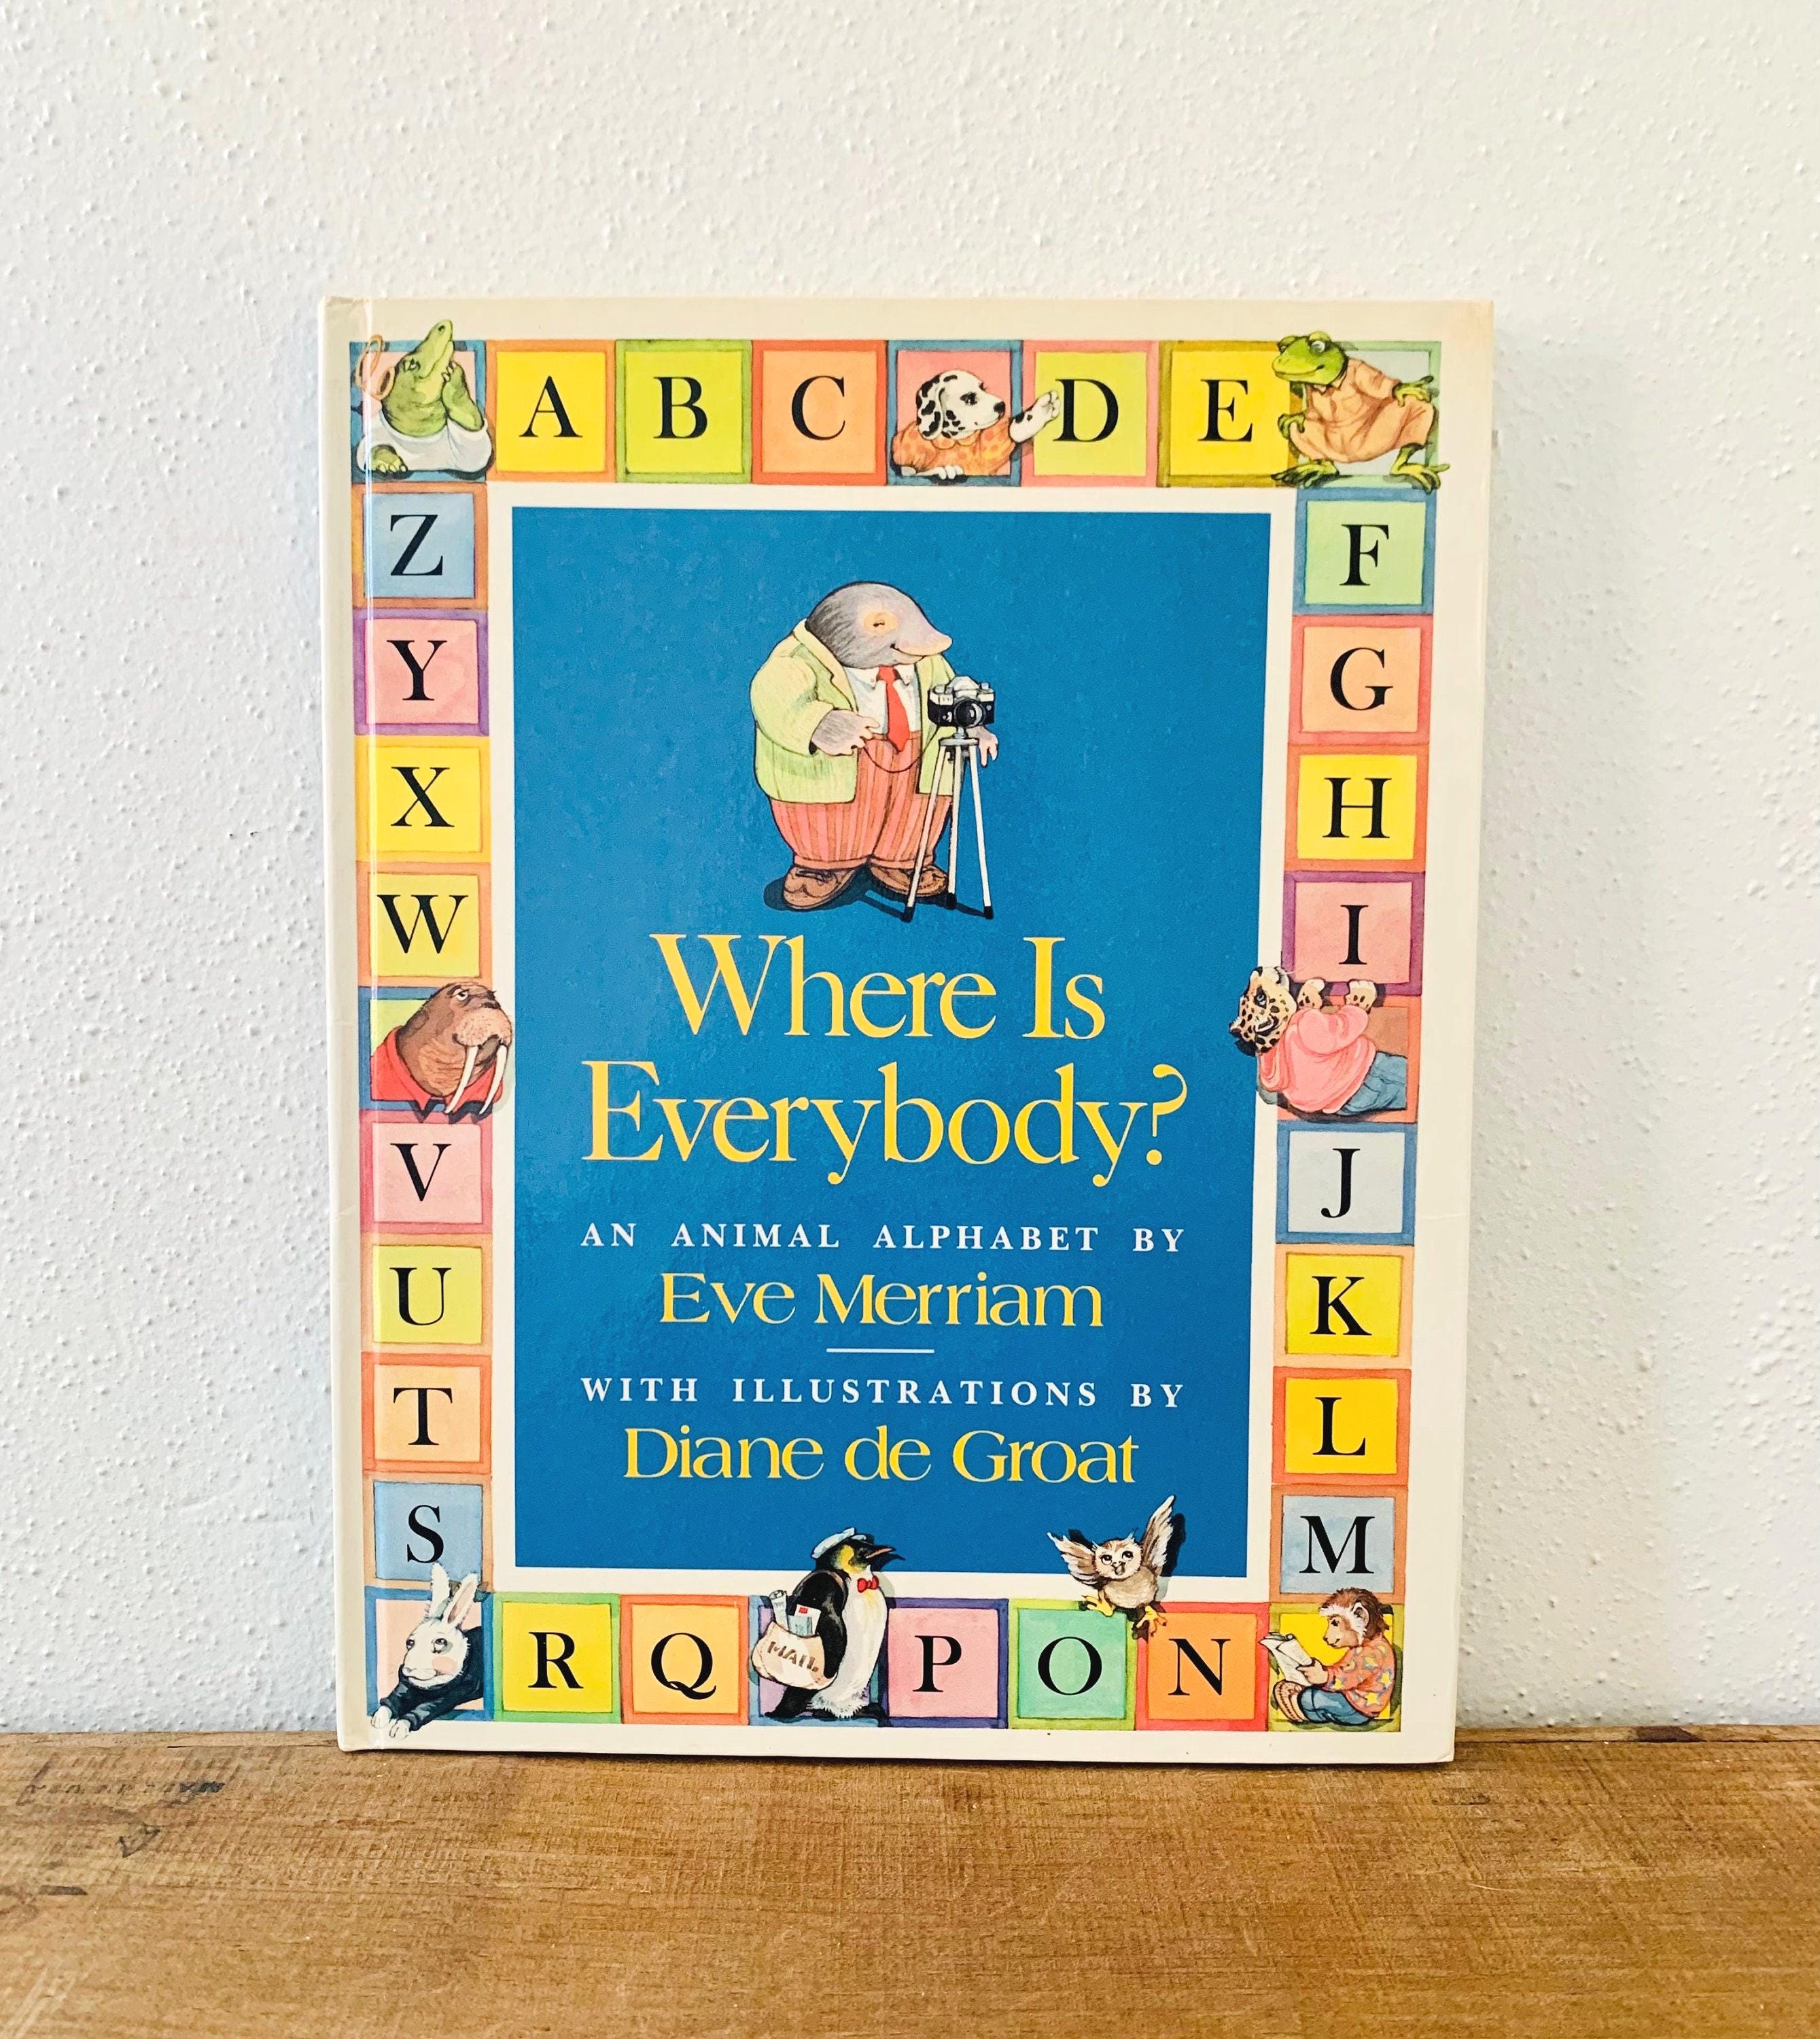 A B C D E
F
G
H
I
J
K
L
M
N
O
P
Q
R
S
T
U
V
W
X
Y
Z
Where Is
Everybody?
AN ANIMAL ALPHABET BY
Eve Merriam
WITH ILLUSTRATIONS BY
Diane de Groat
MAIL